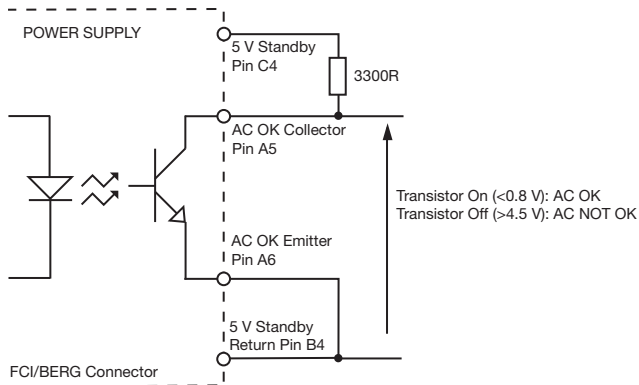 POWER SUPPLY
5 V Standby
Pin C4
3300R
AC OK Collector
Pin A5
Transistor On (<0.8 V): AC OK
Transistor Off (>4.5 V): AC NOT OK
AC OK Emitter
Pin A6
5 V Standby
Return Pin B4
FCI/BERG Connector